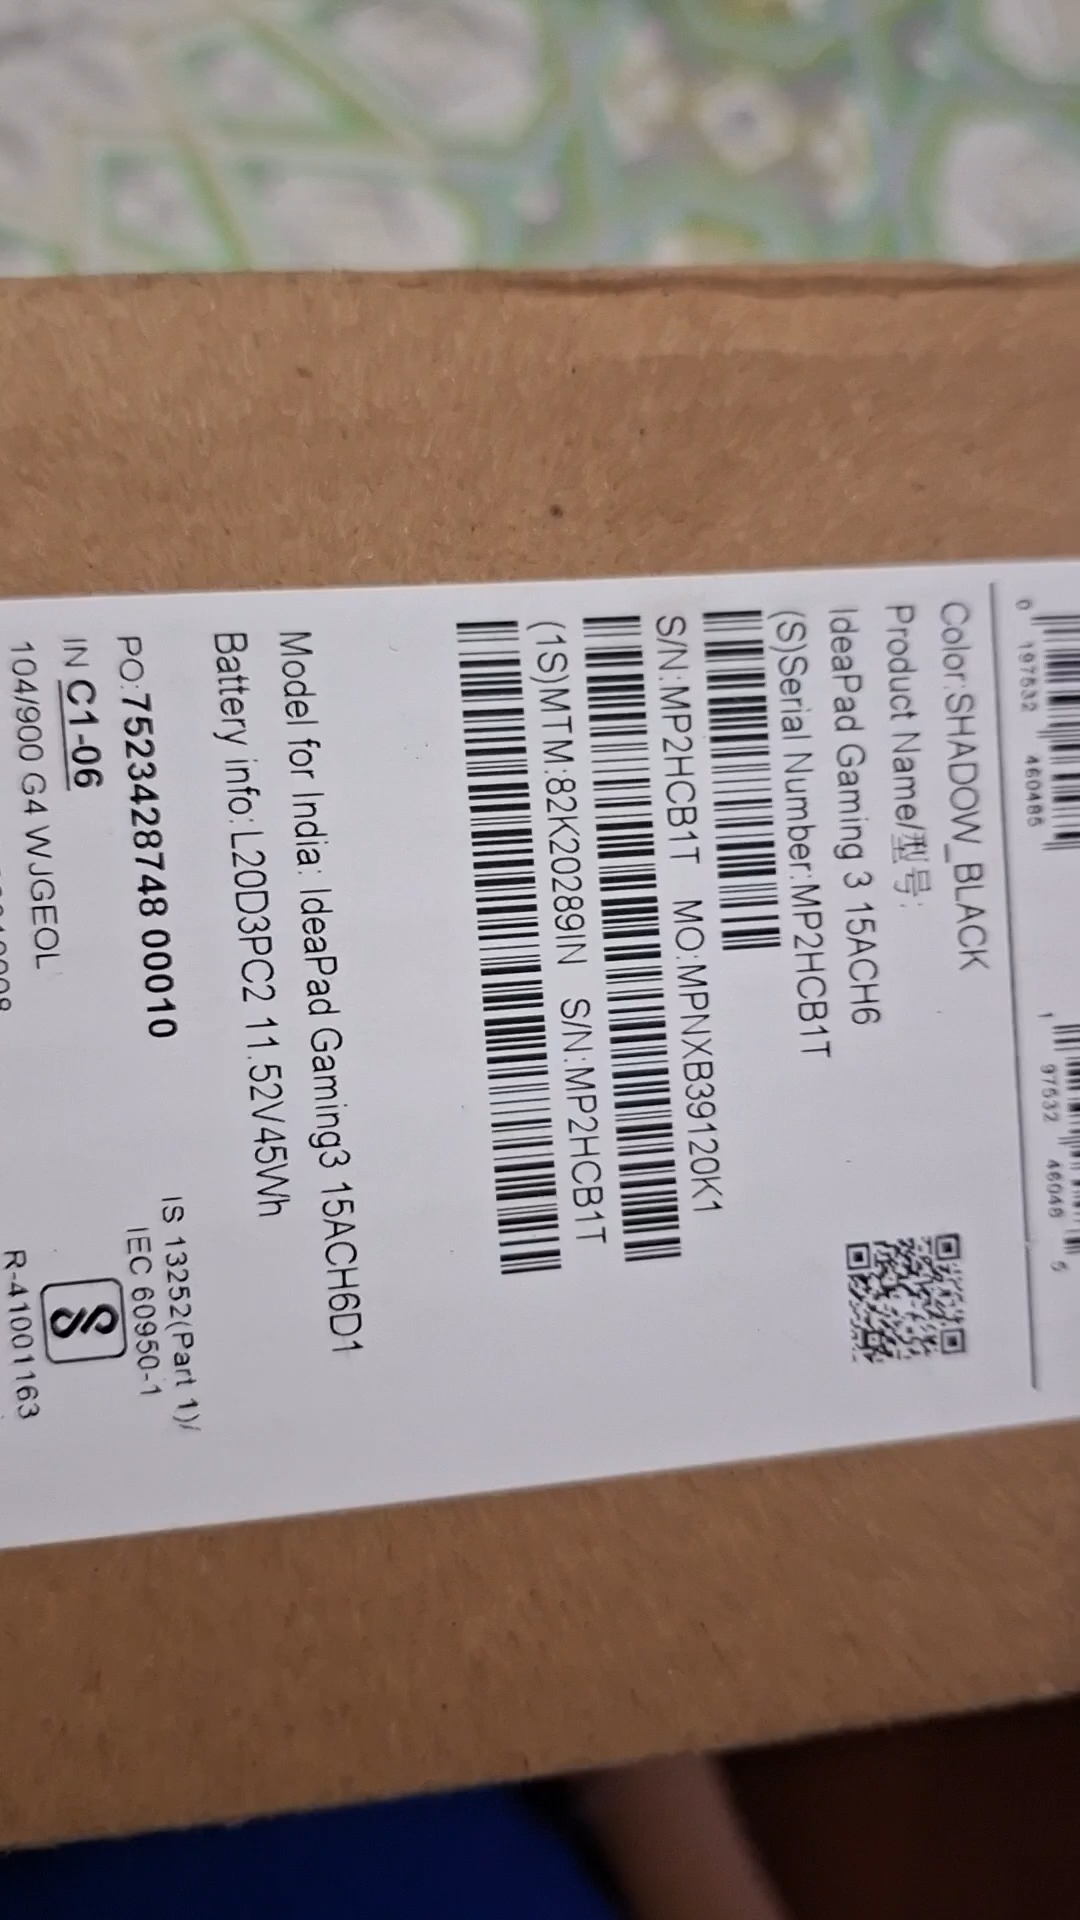 0 197532 460485
1 97532 46048 5
Color:SHADOW_BLACK
Product Name/型号:
IdeaPad Gaming 3 15ACH6
(S)Serial Number:MP2HCB1T
S/N:MP2HCB1T MO:MPNXB39120K1
(1S)MTM:82K20289IN S/N:MP2HCB1T
Model for India: IdeaPad Gaming3 15ACH6D1
Battery info:L20D3PC2 11.52V45Wh
IS 13252(Part 1)/
IEC 60950-1
PO:7523428748 00010
IN C1-06
104/900 G4 WJGEOL
R-41001163